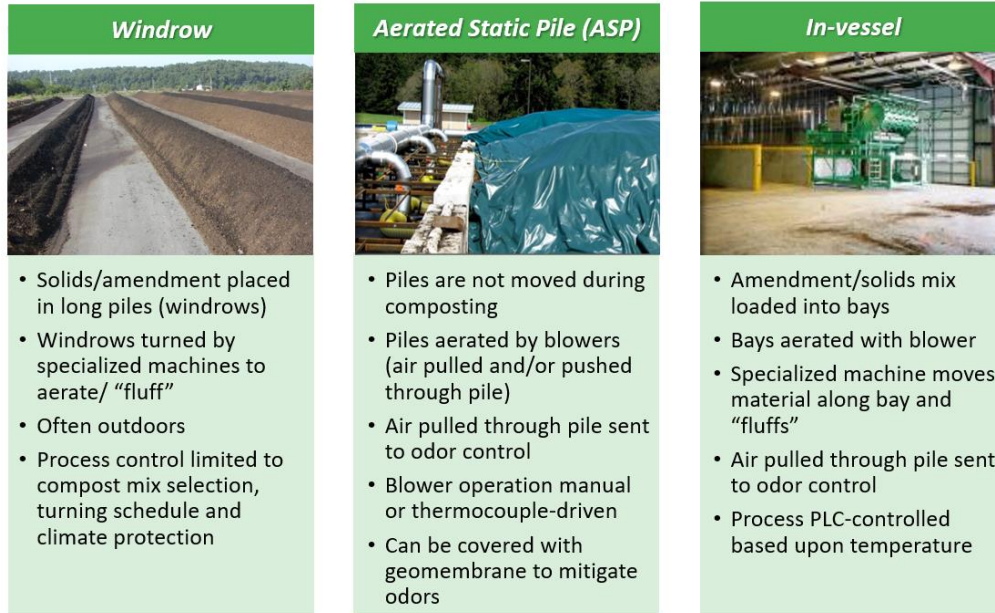 Windrow
• Solids/amendment placed
in long piles (windrows)
• Windrows turned by
specialized machines to
aerate/ “fluff”
• Often outdoors
• Process control limited to
compost mix selection,
turning schedule and
climate protection
Aerated Static Pile (ASP)
• Piles are not moved during
composting
• Piles aerated by blowers
(air pulled and/or pushed
through pile)
• Air pulled through pile sent
to odor control
• Blower operation manual
or thermocouple-driven
• Can be covered with
geomembrane to mitigate
odors
In-vessel
• Amendment/solids mix
loaded into bays
• Bays aerated with blower
• Specialized machine moves
material along bay and
“fluffs”
• Air pulled through pile sent
to odor control
• Process PLC-controlled
based upon temperature